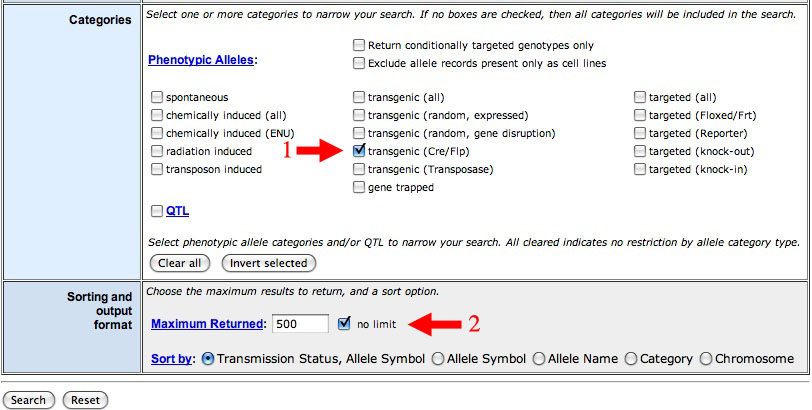 Categories
Select one or more categories to narrow your search. If no boxes are checked, then all categories will be included in the search.
Phenotypic Alleles:
Return conditionally targeted genotypes only
Exclude allele records present only as cell lines
spontaneous transgenic (all) targeted (all)
chemically induced (all) transgenic (random, expressed) targeted (Floxed/Frt)
chemically induced (ENU) transgenic (random, gene disruption) targeted (Reporter)
radiation induced 1 transgenic (Cre/Flp) targeted (knock-out)
transposon induced transgenic (Transposase) targeted (knock-in)
gene trapped
QTL
Select phenotypic allele categories and/or QTL to narrow your search. All cleared indicates no restriction by allele category type.
Clear all Invert selected
Sorting and
output
format
Choose the maximum results to return, and a sort option.
Maximum Returned: 500 no limit 2
Sort by: Transmission Status, Allele Symbol Allele Symbol Allele Name Category Chromosome
Search Reset